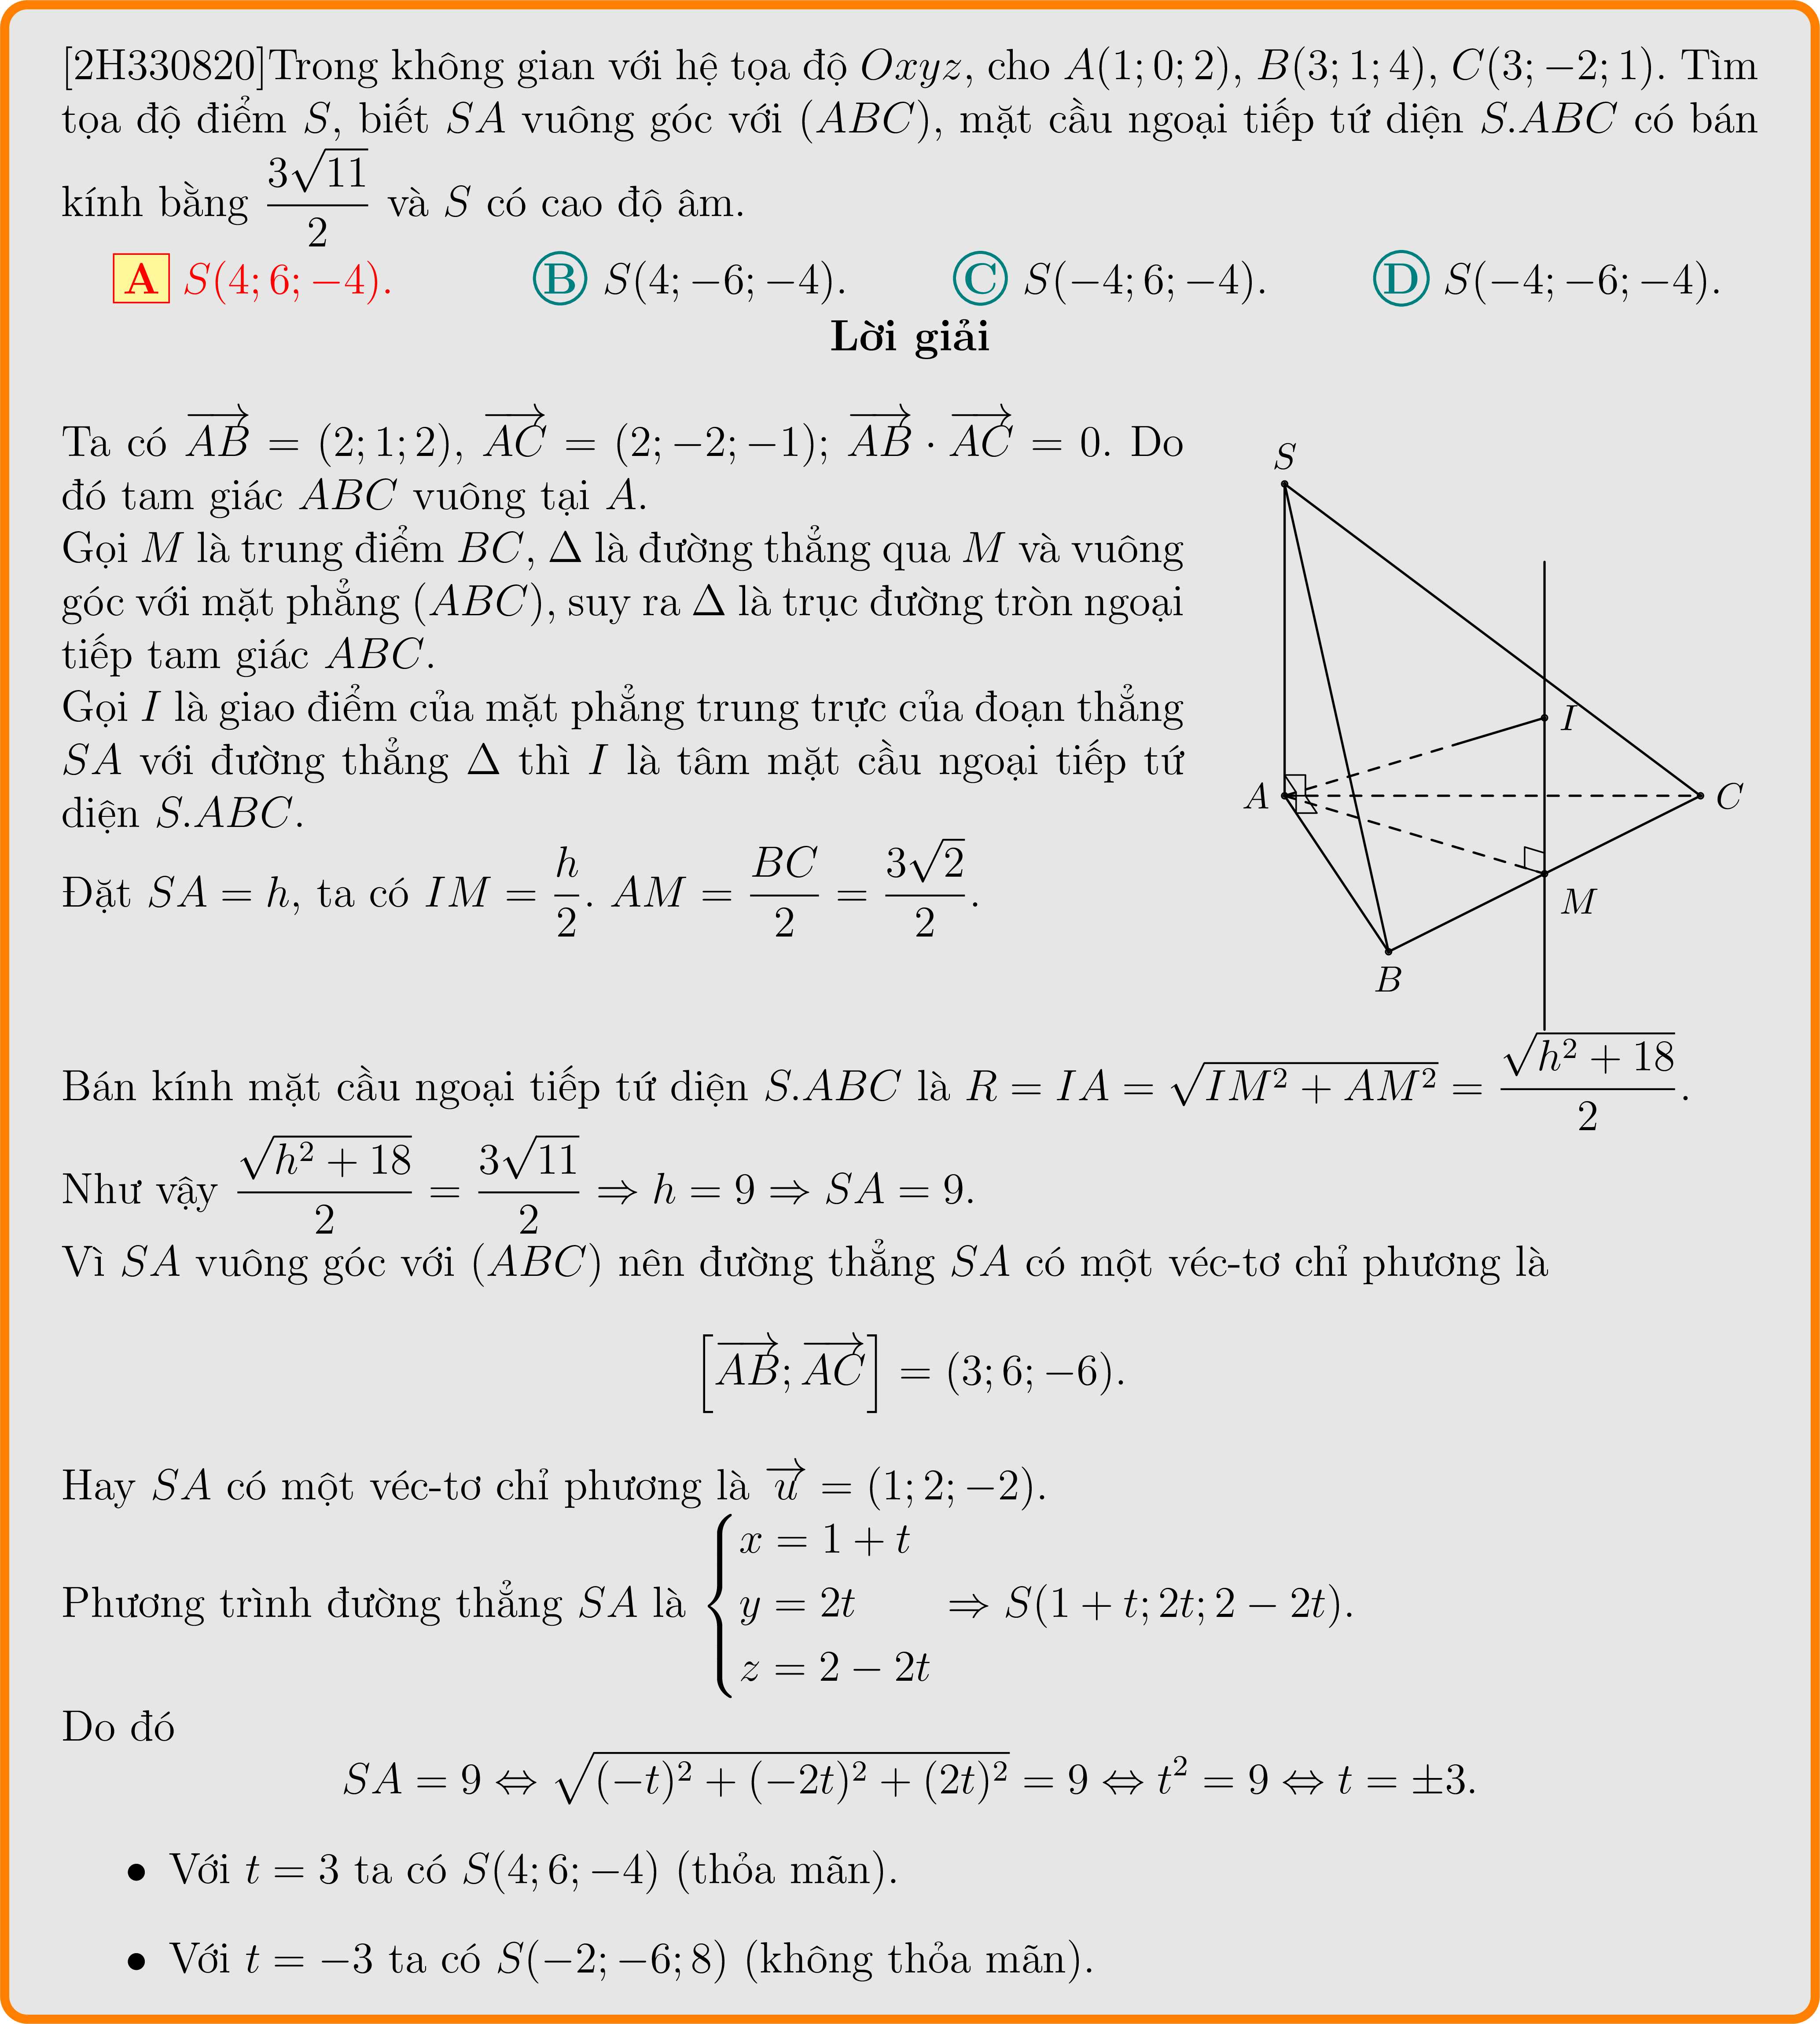 [2H330820]Trong không gian với hệ tọa độ $Oxyz$, cho $A(1;0;2)$, $B(3;1;4)$, $C(3;-2;1)$. Tìm
tọa độ điểm $S$, biết $SA$ vuông góc với $(ABC)$, mặt cầu ngoại tiếp tứ diện $S.ABC$ có bán
kính bằng $\dfrac{3\sqrt{11}}{2}$ và $S$ có cao độ âm.
A $S(4;6;-4)$. B $S(4;-6;-4)$. C $S(-4;6;-4)$. D $S(-4;-6;-4)$.
Lời giải
Ta có $\overrightarrow{AB} = (2;1;2)$, $\overrightarrow{AC} = (2;-2;-1)$; $\overrightarrow{AB} \cdot \overrightarrow{AC} = 0$. Do
đó tam giác $ABC$ vuông tại $A$.
Gọi $M$ là trung điểm $BC$, $\Delta$ là đường thẳng qua $M$ và vuông
góc với mặt phẳng $(ABC)$, suy ra $\Delta$ là trục đường tròn ngoại
tiếp tam giác $ABC$.
Gọi $I$ là giao điểm của mặt phẳng trung trực của đoạn thẳng
$SA$ với đường thẳng $\Delta$ thì $I$ là tâm mặt cầu ngoại tiếp tứ
diện $S.ABC$.
Đặt $SA = h$, ta có $IM = \dfrac{h}{2}$. $AM = \dfrac{BC}{2} = \dfrac{3\sqrt{2}}{2}$.
S
I
A
C
M
B
Bán kính mặt cầu ngoại tiếp tứ diện $S.ABC$ là $R = IA = \sqrt{IM^2 + AM^2} = \dfrac{\sqrt{h^2 + 18}}{2}$.
Như vậy $\dfrac{\sqrt{h^2 + 18}}{2} = \dfrac{3\sqrt{11}}{2} \Rightarrow h = 9 \Rightarrow SA = 9$.
Vì $SA$ vuông góc với $(ABC)$ nên đường thẳng $SA$ có một véc-tơ chỉ phương là
$\left[\overrightarrow{AB}; \overrightarrow{AC}\right] = (3;6;-6)$.
Hay $SA$ có một véc-tơ chỉ phương là $\overrightarrow{u} = (1;2;-2)$.
Phương trình đường thẳng $SA$ là $\begin{cases} x = 1 + t \\ y = 2t \\ z = 2 - 2t \end{cases} \Rightarrow S(1 + t; 2t; 2 - 2t)$.
Do đó
$SA = 9 \Leftrightarrow \sqrt{(-t)^2 + (-2t)^2 + (2t)^2} = 9 \Leftrightarrow t^2 = 9 \Leftrightarrow t = \pm 3$.
• Với $t = 3$ ta có $S(4;6;-4)$ (thỏa mãn).
• Với $t = -3$ ta có $S(-2;-6;8)$ (không thỏa mãn).